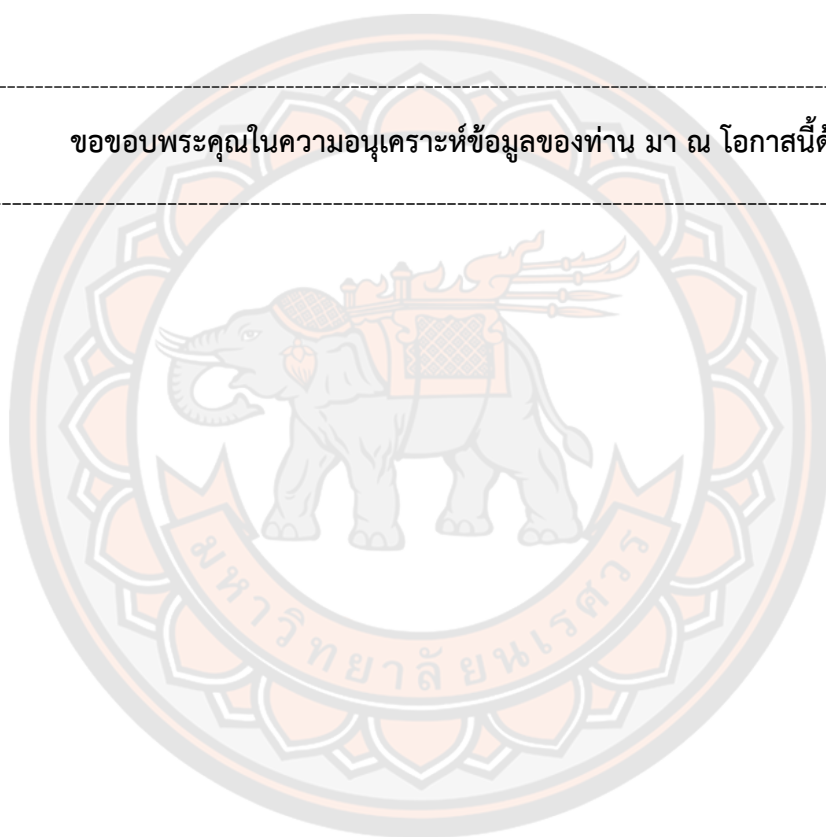 ขอขอบพระคุณในความอนุเคราะห์ข้อมูลของท่าน มา ณ โอกาสนี้
มหาวิทยาลัยนเรศวร